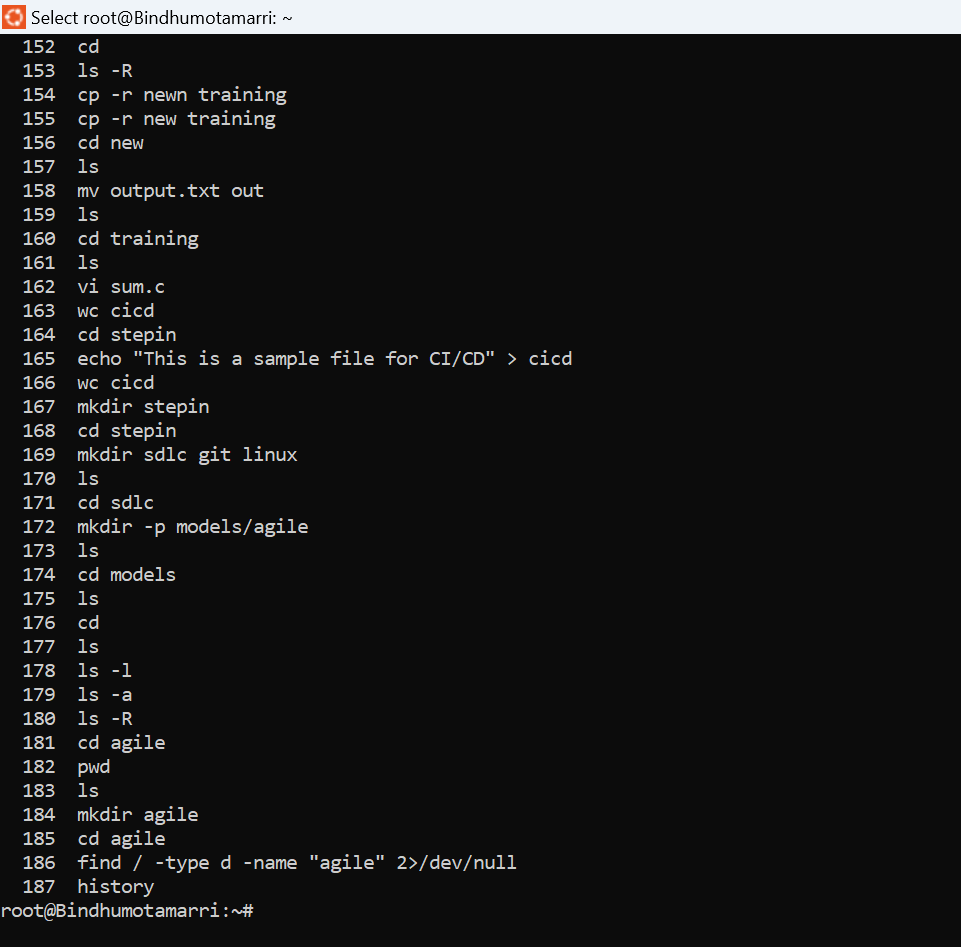 Select root@Bindhumotamarri: ~
152 cd
153 ls -R
154 cp -r newn training
155 cp -r new training
156 cd new
157 ls
158 mv output.txt out
159 ls
160 cd training
161 ls
162 vi sum.c
163 wc cicd
164 cd stepin
165 echo "This is a sample file for CI/CD" > cicd
166 wc cicd
167 mkdir stepin
168 cd stepin
169 mkdir sdlc git linux
170 ls
171 cd sdlc
172 mkdir -p models/agile
173 ls
174 cd models
175 ls
176 cd
177 ls
178 ls -l
179 ls -a
180 ls -R
181 cd agile
182 pwd
183 ls
184 mkdir agile
185 cd agile
186 find / -type d -name "agile" 2>/dev/null
187 history
root@Bindhumotamarri:~#